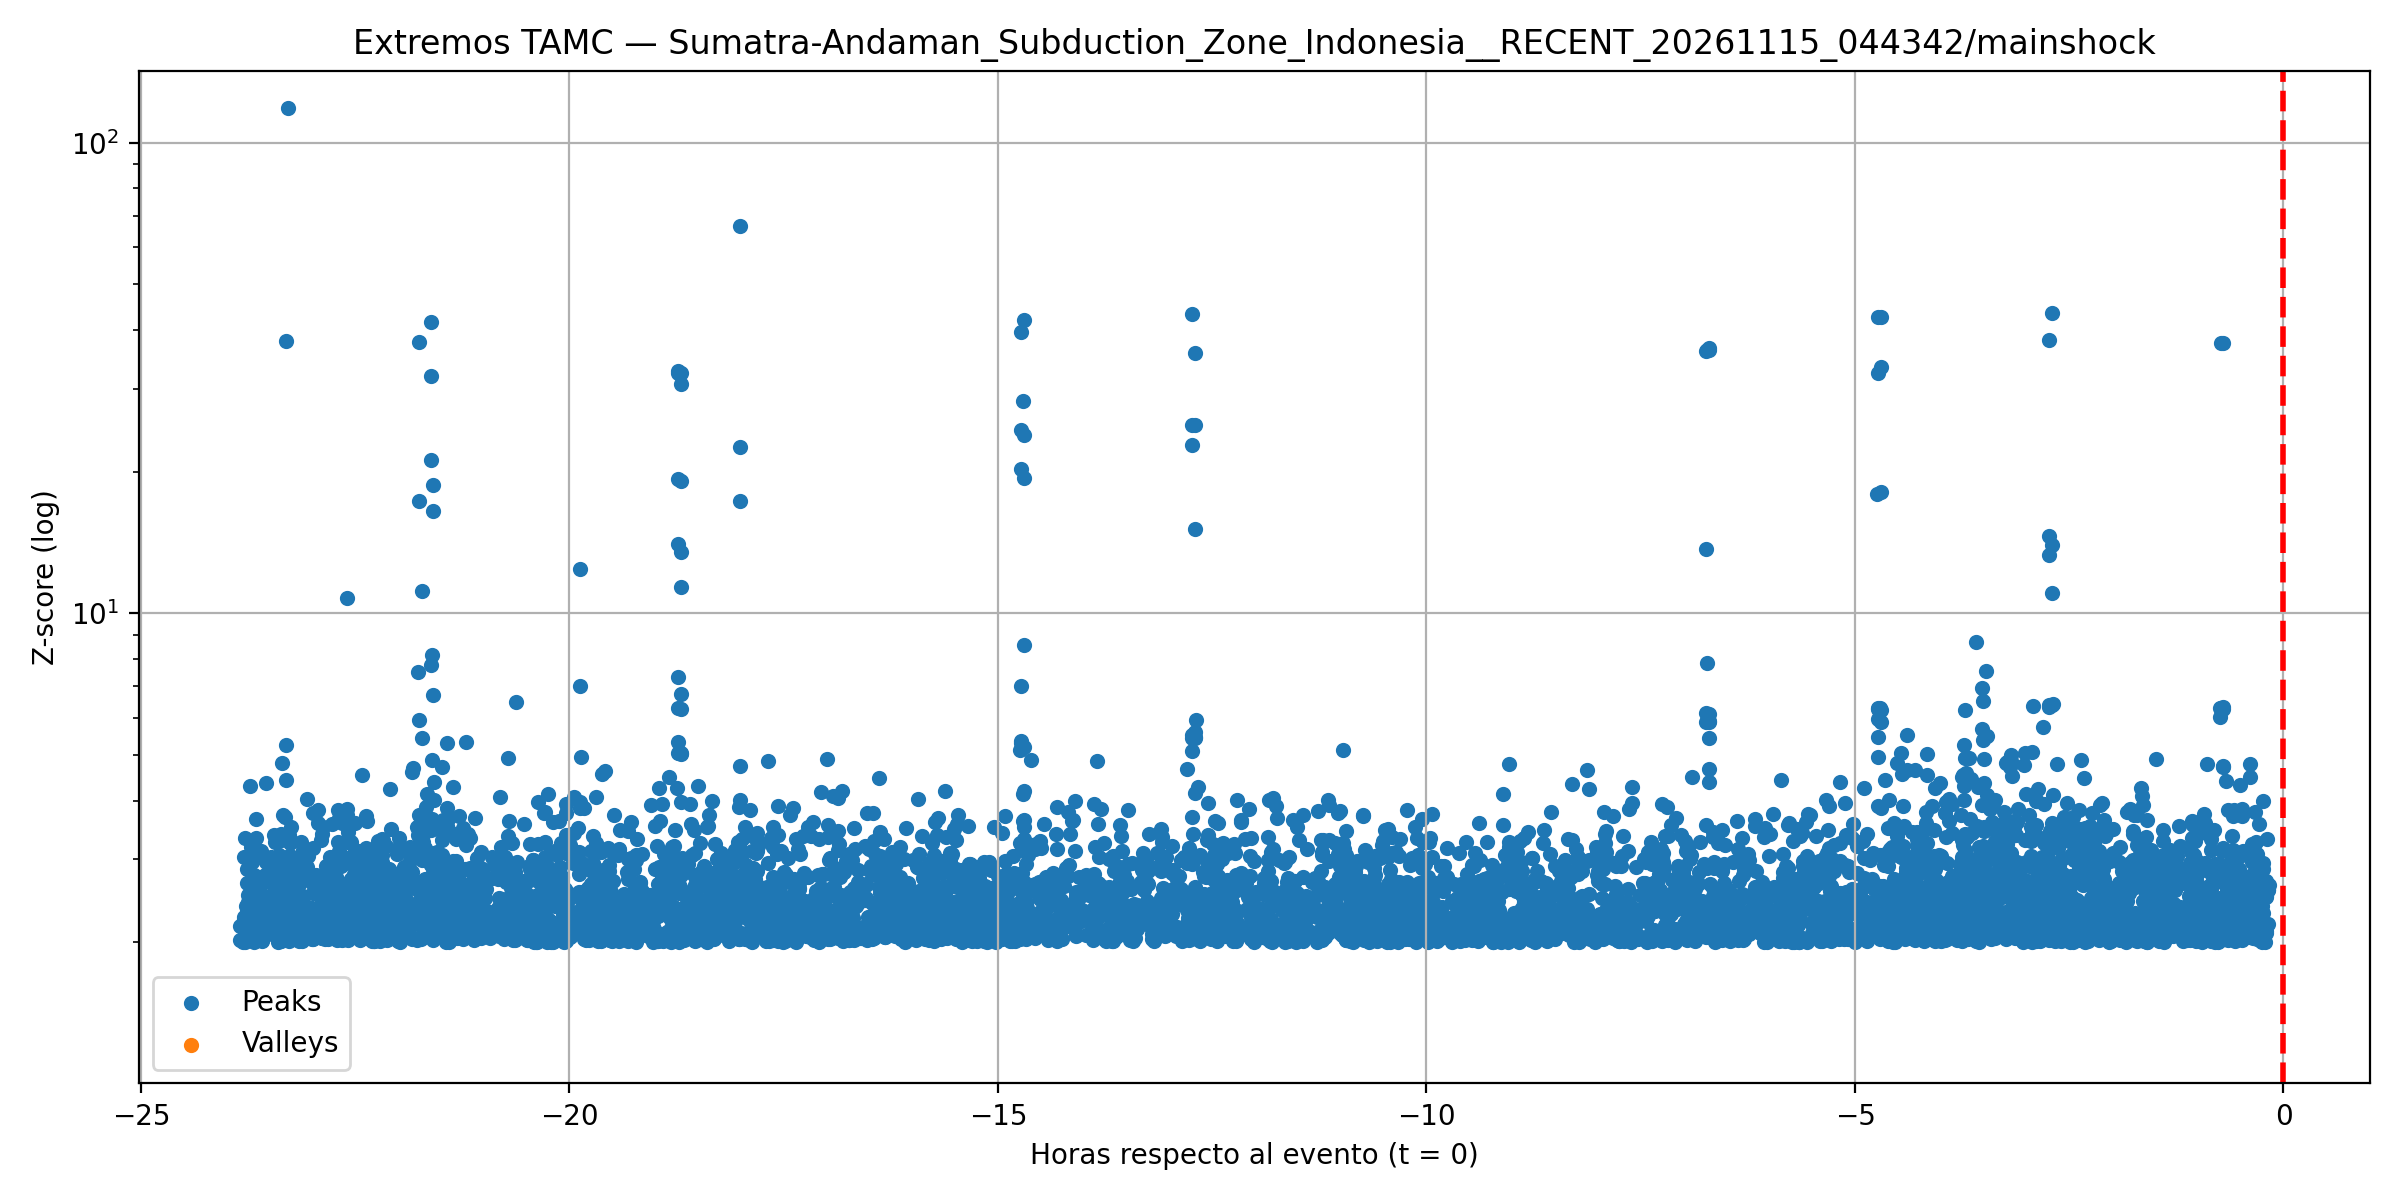 Extremos TAMC — Sumatra-Andaman_Subduction_Zone_Indonesia__RECENT_20261115_044342/mainshock
10²
10¹
Z-score (log)
Peaks
Valleys
−25 −20 −15 −10 −5 0
Horas respecto al evento (t = 0)